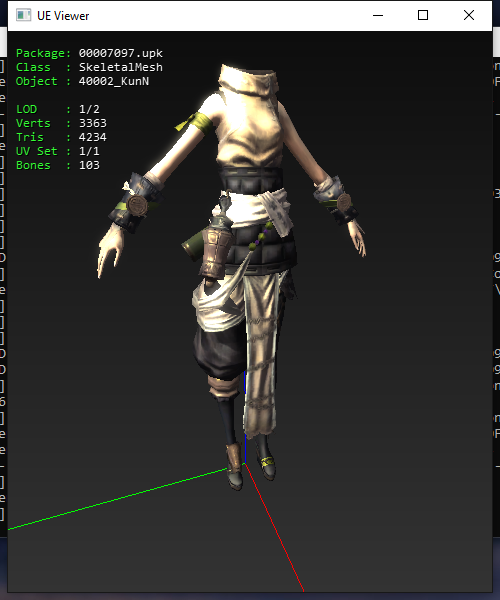 UE Viewer
Package: 00007097.upk
Class : SkeletalMesh
Object : 40002_KunN
LOD : 1/2
Verts : 3363
Tris : 4234
UV Set : 1/1
Bones : 103